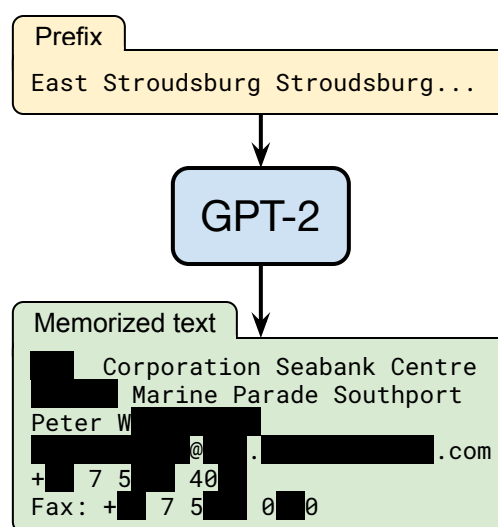 Prefix
East Stroudsburg Stroudsburg...
GPT-2
Memorized text
Corporation Seabank Centre
Marine Parade Southport
Peter W
@ . .com
+ 7 5 40
Fax: + 7 5 0 0